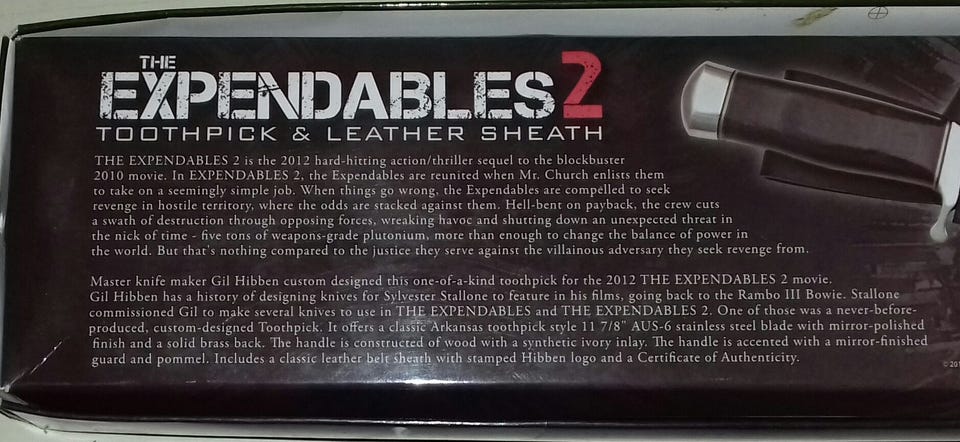 THE
EXPENDABLES 2
TOOTHPICK & LEATHER SHEATH
THE EXPENDABLES 2 is the 2012 hard-hitting action/thriller sequel to the blockbuster
2010 movie. In EXPENDABLES 2, the Expendables are reunited when Mr. Church enlists them
to take on a seemingly simple job. When things go wrong, the Expendables are compelled to seek
revenge in hostile territory, where the odds are stacked against them. Hell-bent on payback, the crew cuts
a swath of destruction through opposing forces, wreaking havoc and shutting down an unexpected threat in
the nick of time - five tons of weapons-grade plutonium, more than enough to change the balance of power in
the world. But that's nothing compared to the justice they serve against the villainous adversary they seek revenge from.
Master knife maker Gil Hibben custom designed this one-of-a-kind toothpick for the 2012 THE EXPENDABLES 2 movie.
Gil Hibben has a history of designing knives for Sylvester Stallone to feature in his films, going back to the Rambo III Bowie. Stallone
commissioned Gil to make several knives to use in THE EXPENDABLES and THE EXPENDABLES 2. One of those was a never-before-
produced, custom-designed Toothpick. It offers a classic Arkansas toothpick style 11 7/8" AUS-6 stainless steel blade with mirror-polished
finish and a solid brass back. The handle is constructed of wood with a synthetic ivory inlay. The handle is accented with a mirror-finished
guard and pommel. Includes a classic leather belt sheath with stamped Hibben logo and a Certificate of Authenticity.